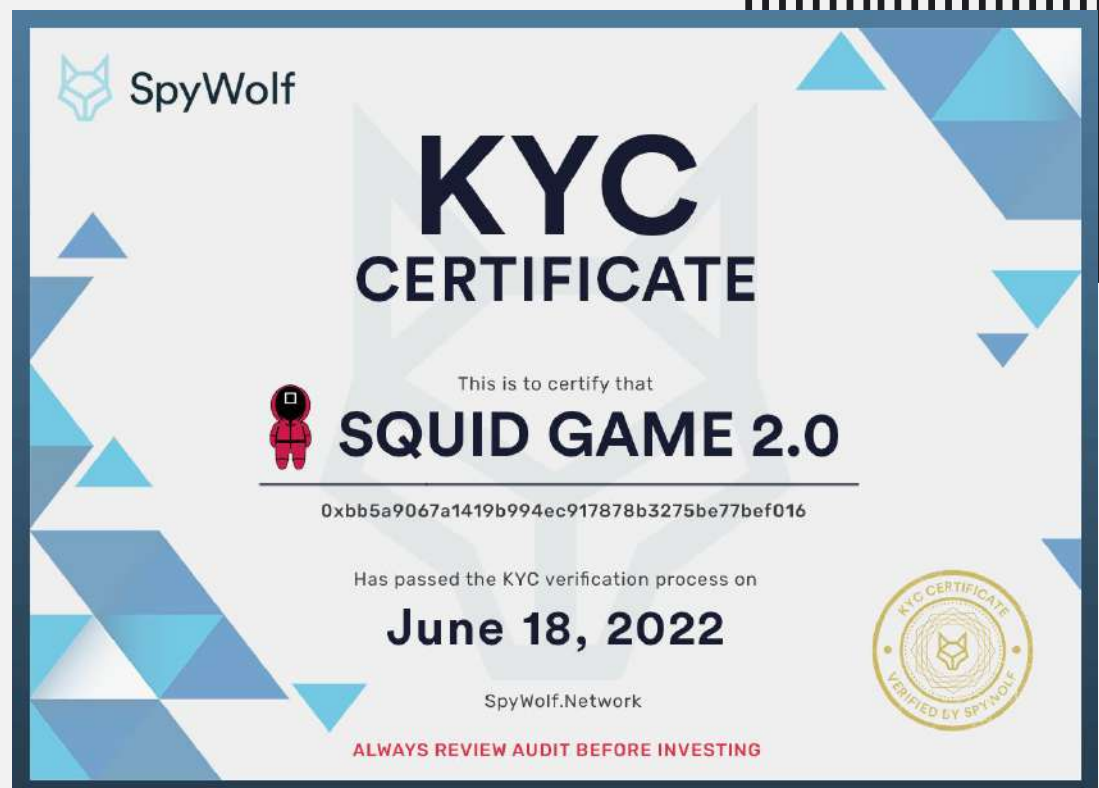 SpyWolf
KYC
CERTIFICATE
This is to certify that
SQUID GAME 2.0
0xbb5a9067a1419b994ec917878b3275be77bef016
Has passed the KYC verification process on
June 18, 2022
KYC CERTIFICATE
VERIFIED BY SPYWOLF
SpyWolf.Network
ALWAYS REVIEW AUDIT BEFORE INVESTING